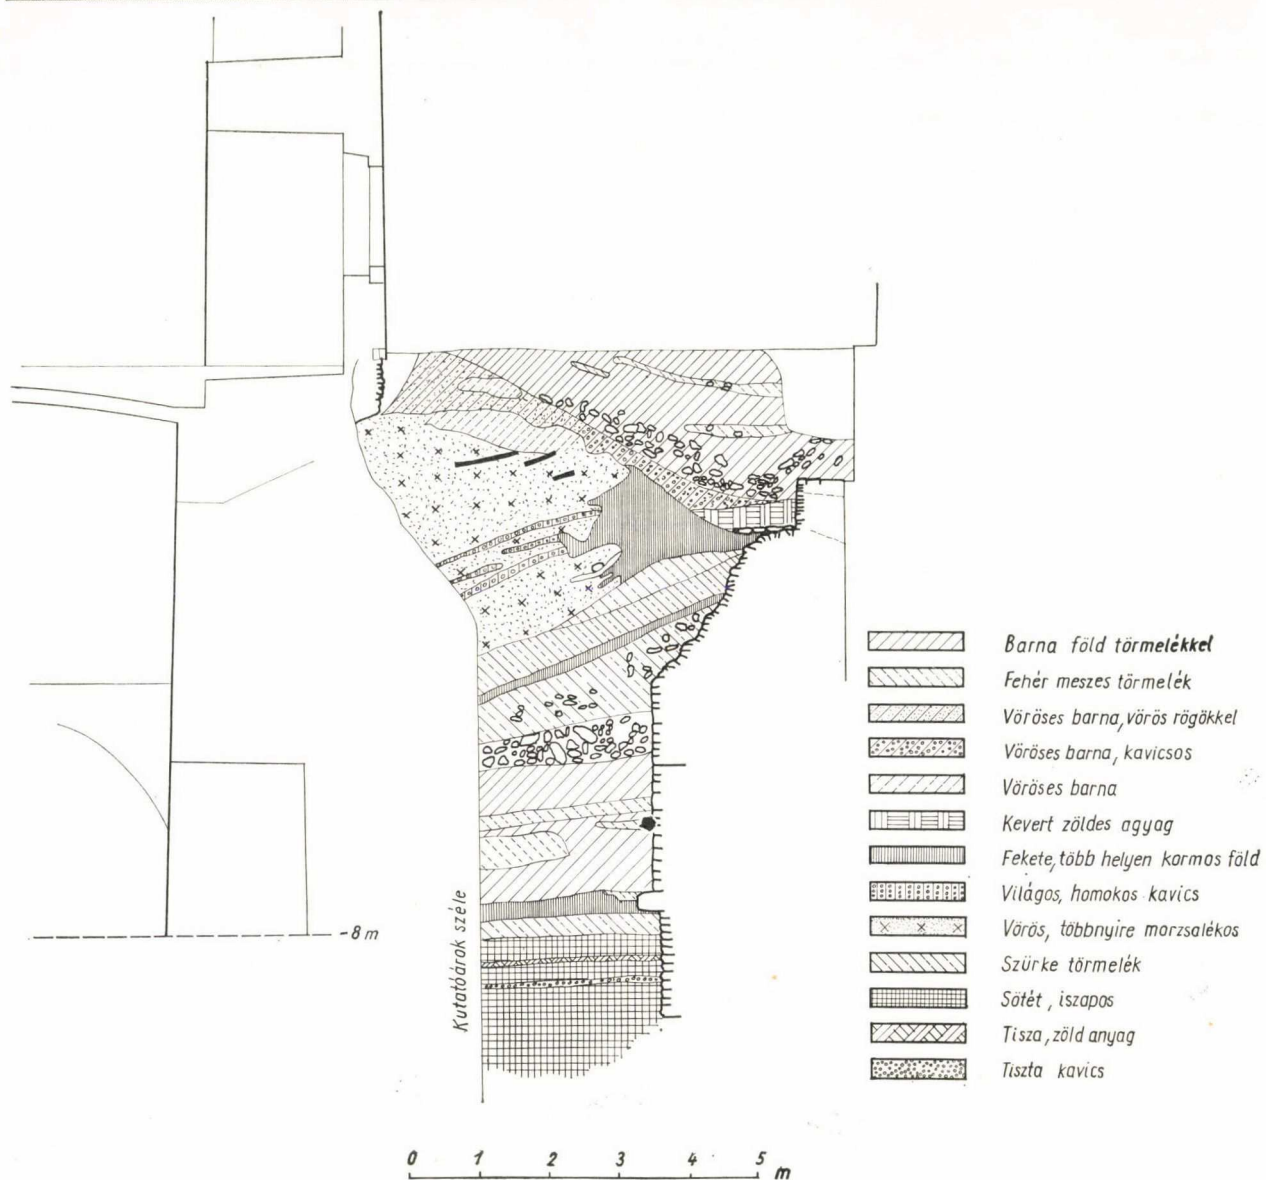 Barna föld törmelékkel
Fehér meszes törmelék
Vöröses barna, vörös rögökkel
Vöröses barna, kavicsos
Vöröses barna
Kevert zöldes agyag
Fekete, több helyen kormos föld
Világos, homokos kavics
Vörös, többnyire morzsalékos
Szürke törmelék
Sötét, iszapos
Tisza, zöld anyag
Tiszta kavics
Kutatóárok széle
-8 m
0 1 2 3 4 5 m